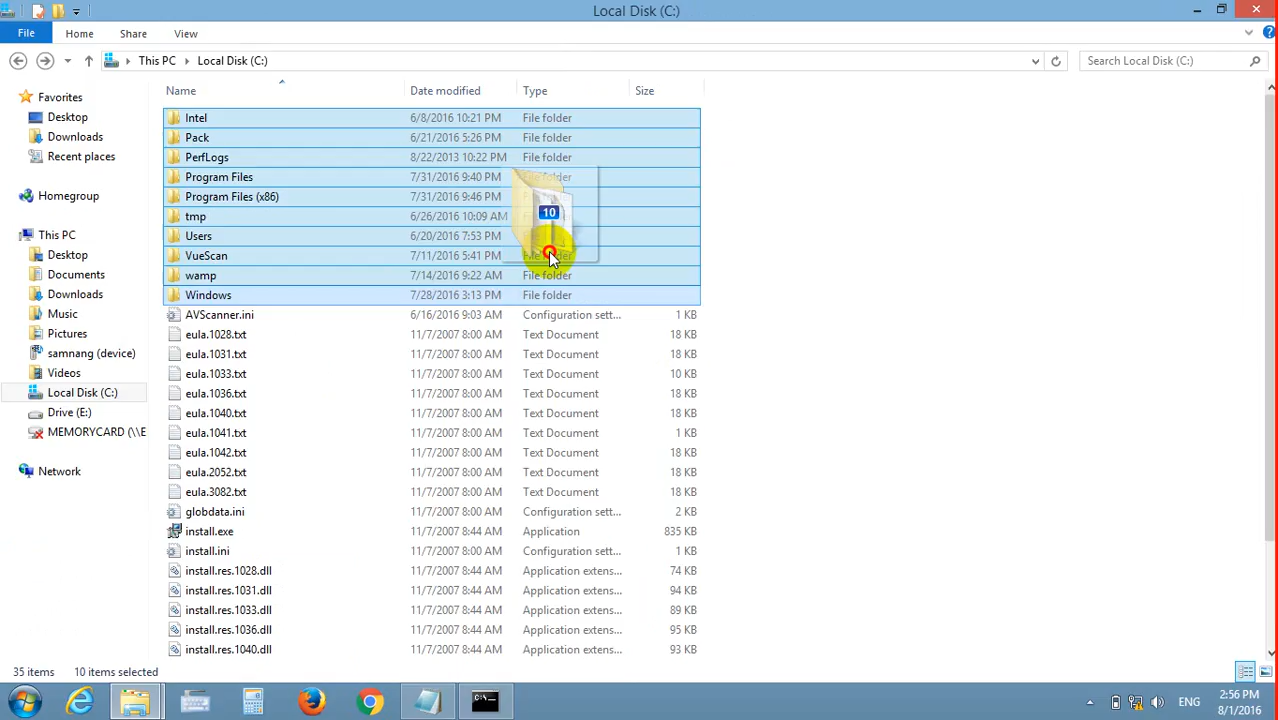 Local Disk (C:)
File Home Share View
This PC Local Disk (C:) Search Local Disk (C:)
Name Date modified Type Size
Favorites
Desktop
Downloads
Recent places
Homegroup
This PC
Desktop
Documents
Downloads
Music
Pictures
samnang (device)
Videos
Local Disk (C:)
Drive (E:)
MEMORYCARD (\\E
Network
Intel 6/8/2016 10:21 PM File folder
Pack 6/21/2016 5:26 PM File folder
PerfLogs 8/22/2013 10:22 PM File folder
Program Files 7/31/2016 9:40 PM File folder
Program Files (x86) 7/31/2016 9:46 PM
tmp 6/26/2016 10:09 AM
Users 6/20/2016 7:53 PM
VueScan 7/11/2016 5:41 PM File folder
wamp 7/14/2016 9:22 AM File folder
Windows 7/28/2016 3:13 PM File folder
AVScanner.ini 6/16/2016 9:03 AM Configuration sett... 1 KB
eula.1028.txt 11/7/2007 8:00 AM Text Document 18 KB
eula.1031.txt 11/7/2007 8:00 AM Text Document 18 KB
eula.1033.txt 11/7/2007 8:00 AM Text Document 10 KB
eula.1036.txt 11/7/2007 8:00 AM Text Document 18 KB
eula.1040.txt 11/7/2007 8:00 AM Text Document 18 KB
eula.1041.txt 11/7/2007 8:00 AM Text Document 1 KB
eula.1042.txt 11/7/2007 8:00 AM Text Document 18 KB
eula.2052.txt 11/7/2007 8:00 AM Text Document 18 KB
eula.3082.txt 11/7/2007 8:00 AM Text Document 18 KB
globdata.ini 11/7/2007 8:00 AM Configuration sett... 2 KB
install.exe 11/7/2007 8:44 AM Application 835 KB
install.ini 11/7/2007 8:00 AM Configuration sett... 1 KB
install.res.1028.dll 11/7/2007 8:44 AM Application extens... 74 KB
install.res.1031.dll 11/7/2007 8:44 AM Application extens... 94 KB
install.res.1033.dll 11/7/2007 8:44 AM Application extens... 89 KB
install.res.1036.dll 11/7/2007 8:44 AM Application extens... 95 KB
install.res.1040.dll 11/7/2007 8:44 AM Application extens... 93 KB
10
35 items 10 items selected
C:\
ENG
2:56 PM
8/1/2016